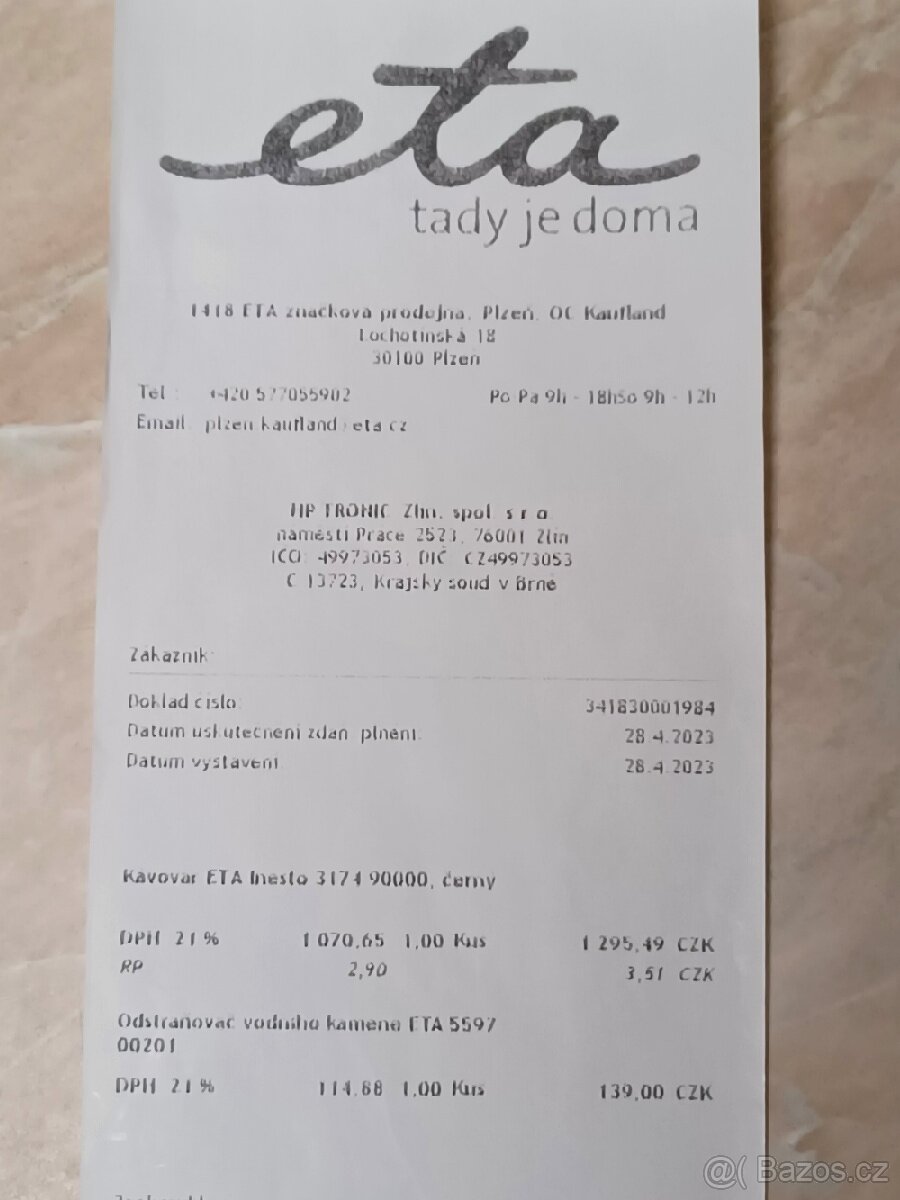 eta
tady je doma
1418 ETA značková prodejna, Plzeň, OC Kaufland
Lochotínská 18
30100 Plzeň
Tel.: +420 577055902 Po-Pa 9h - 18hSo 9h - 12h
Email: plzen.kaufland eta.cz
HP TRONIC Zlín, spol. s r.o.
náměstí Práce 2523, 76001 Zlín
IČO: 49973053, DIČ: CZ49973053
C 13723, Krajský soud v Brně
Zákazník:
Doklad číslo: 341830001984
Datum uskutečnění zdan. plnění: 28.4.2023
Datum vystavení: 28.4.2023
Kávovar ETA Inesto 3174 90000, černý
DPH 21% 1 070,65 1,00 Kus 1 295,49 CZK
RP 2,90 3,51 CZK
Odstraňovač vodního kamene ETA 5597
00201
DPH 21% 114,88 1,00 Kus 139,00 CZK
@( Bazos.cz